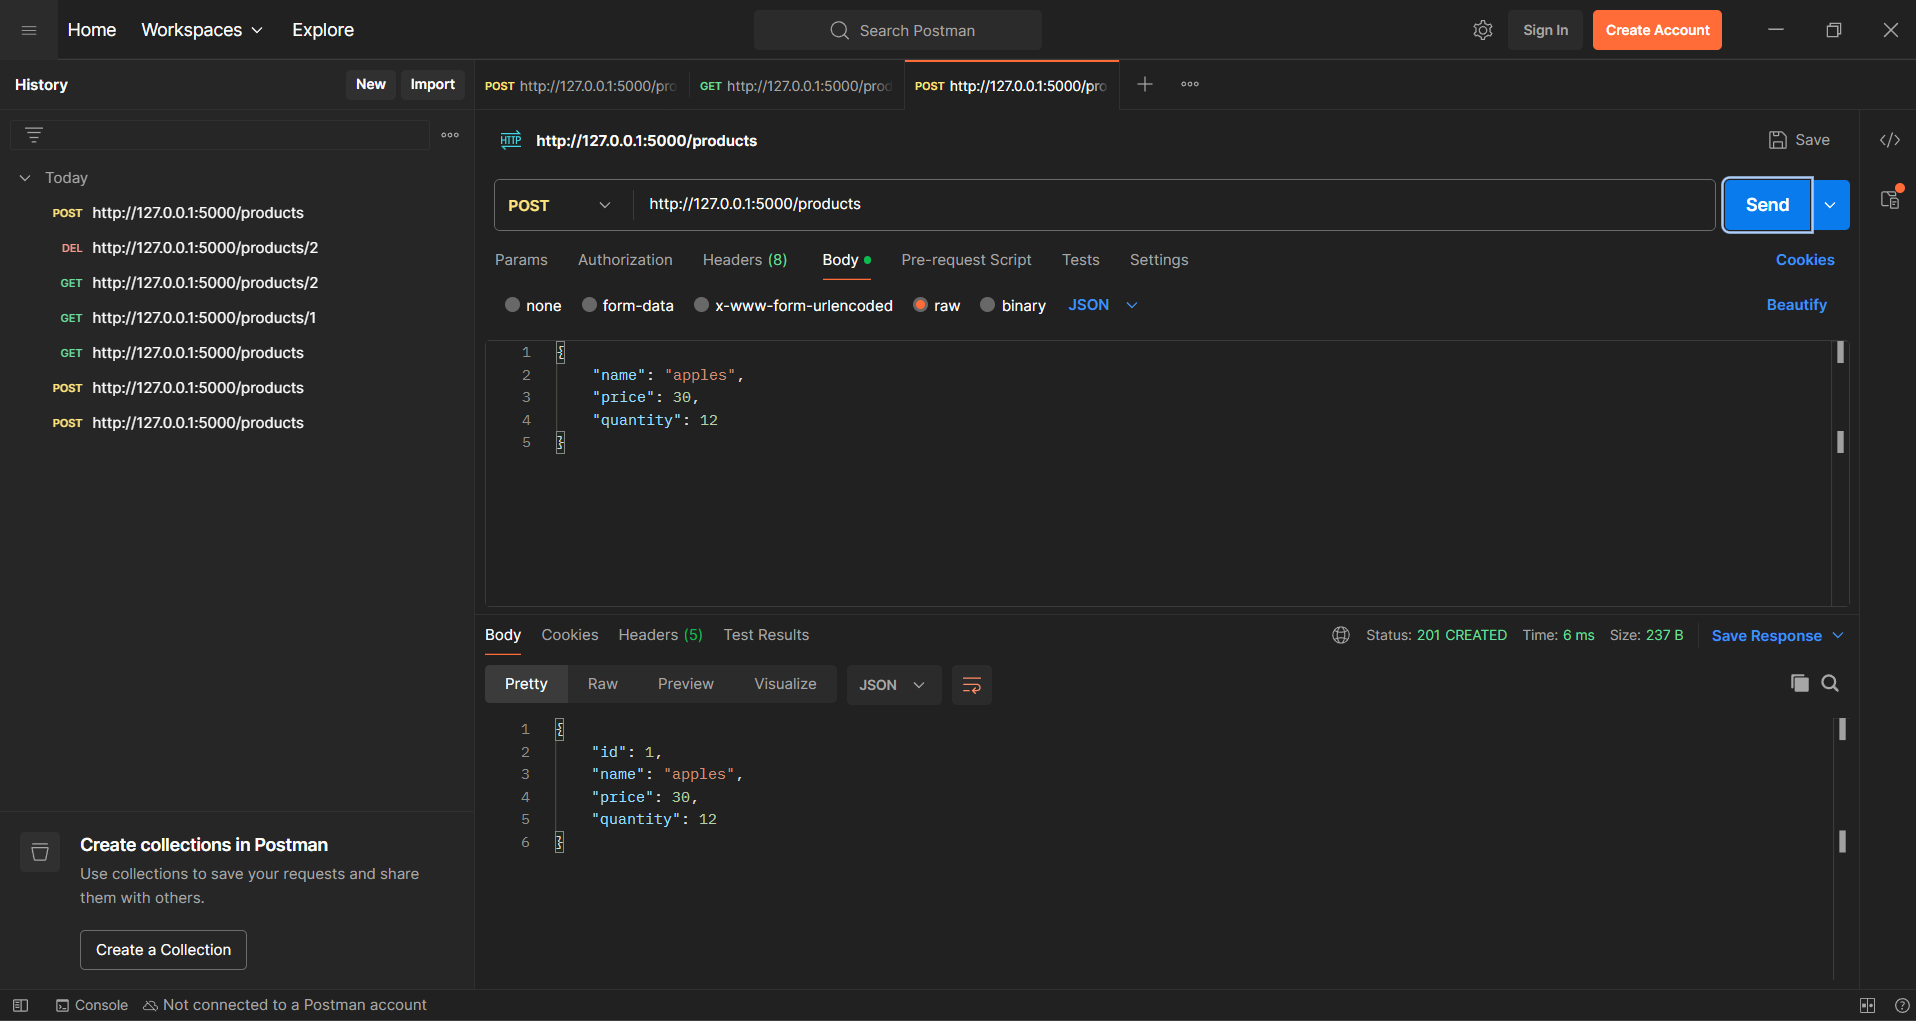 Home Workspaces Explore Search Postman Sign In Create Account
History New Import
POST http://127.0.0.1:5000/pro GET http://127.0.0.1:5000/prod POST http://127.0.0.1:5000/pro
HTTP http://127.0.0.1:5000/products Save
Today
POST http://127.0.0.1:5000/products
DEL http://127.0.0.1:5000/products/2
GET http://127.0.0.1:5000/products/2
GET http://127.0.0.1:5000/products/1
GET http://127.0.0.1:5000/products
POST http://127.0.0.1:5000/products
POST http://127.0.0.1:5000/products
POST http://127.0.0.1:5000/products Send
Params Authorization Headers (8) Body Pre-request Script Tests Settings Cookies
none form-data x-www-form-urlencoded raw binary JSON Beautify
1 {
2 "name": "apples",
3 "price": 30,
4 "quantity": 12
5 }
Body Cookies Headers (5) Test Results Status: 201 CREATED Time: 6 ms Size: 237 B Save Response
Pretty Raw Preview Visualize JSON
1 {
2 "id": 1,
3 "name": "apples",
4 "price": 30,
5 "quantity": 12
6 }
Create collections in Postman
Use collections to save your requests and share
them with others.
Create a Collection
Console Not connected to a Postman account